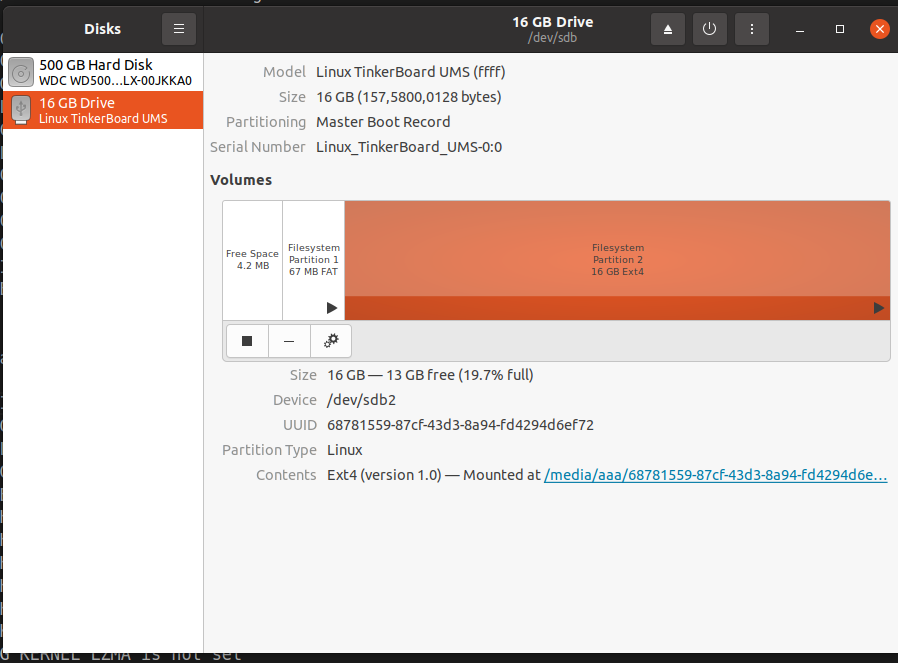 Disks
16 GB Drive
/dev/sdb
500 GB Hard Disk
WDC WD500...LX-00JKKA0
16 GB Drive
Linux TinkerBoard UMS
Model Linux TinkerBoard UMS (ffff)
Size 16 GB (157,5800,0128 bytes)
Partitioning Master Boot Record
Serial Number Linux_TinkerBoard_UMS-0:0
Volumes
Free Space
4.2 MB
Filesystem
Partition 1
67 MB FAT
Filesystem
Partition 2
16 GB Ext4
Size 16 GB — 13 GB free (19.7% full)
Device /dev/sdb2
UUID 68781559-87cf-43d3-8a94-fd4294d6ef72
Partition Type Linux
Contents Ext4 (version 1.0) — Mounted at /media/aaa/68781559-87cf-43d3-8a94-fd4294d6e...
G KERNEL LZMA is not set